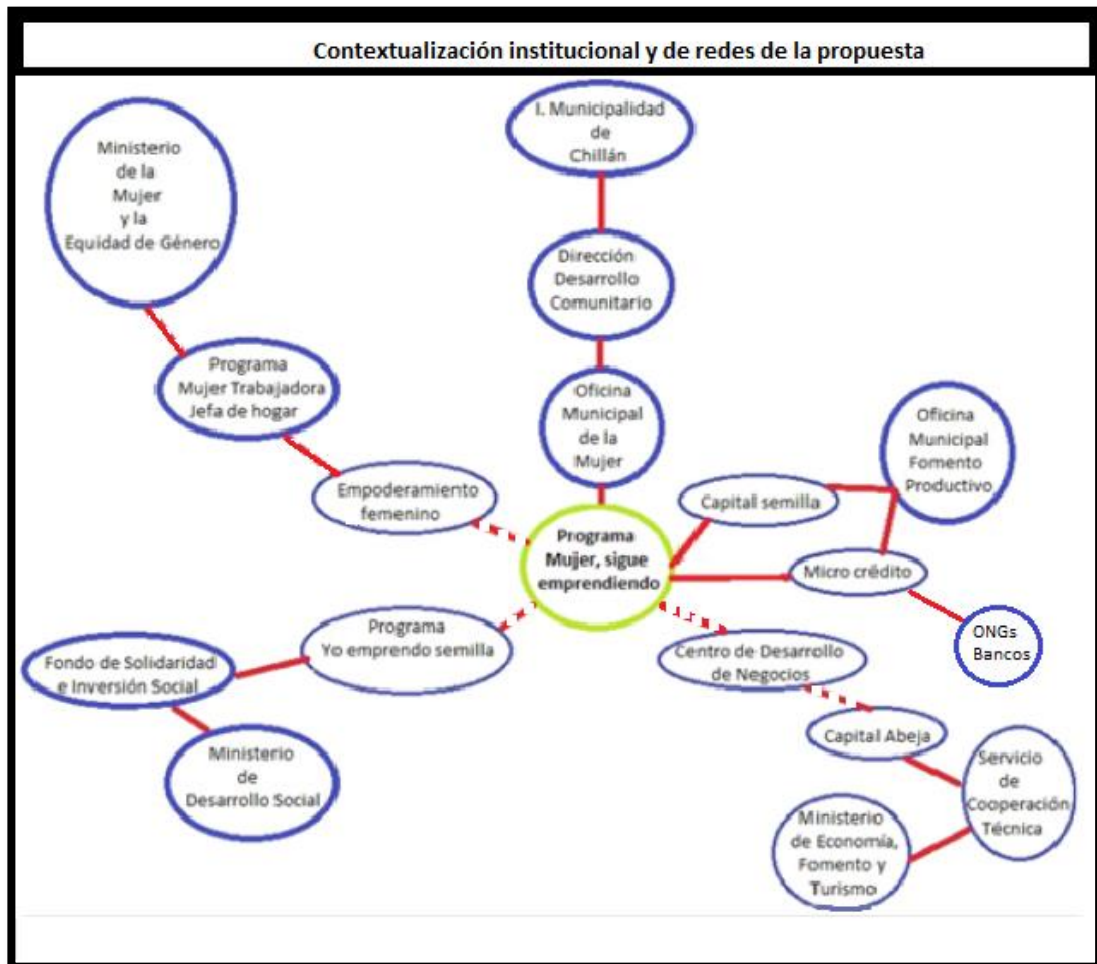 Contextualización institucional y de redes de la propuesta
I. Municipalidad
de
Chillán
Ministerio
de la
Mujer
y la
Equidad de Género
Dirección
Desarrollo
Comunitario
Programa
Mujer Trabajadora
Jefa de hogar
Oficina
Municipal
de la
Mujer
Oficina
Municipal
Fomento
Productivo
Empoderamiento
femenino
Capital semilla
Programa
Mujer, sigue
emprendiendo
Micro crédito
ONGs
Bancos
Programa
Yo emprendo semilla
Centro de Desarrollo
de Negocios
Fondo de Solidaridad
e Inversión Social
Capital Abeja
Ministerio
de
Desarrollo Social
Servicio
de
Cooperación
Técnica
Ministerio
de Economía,
Fomento y
Turismo